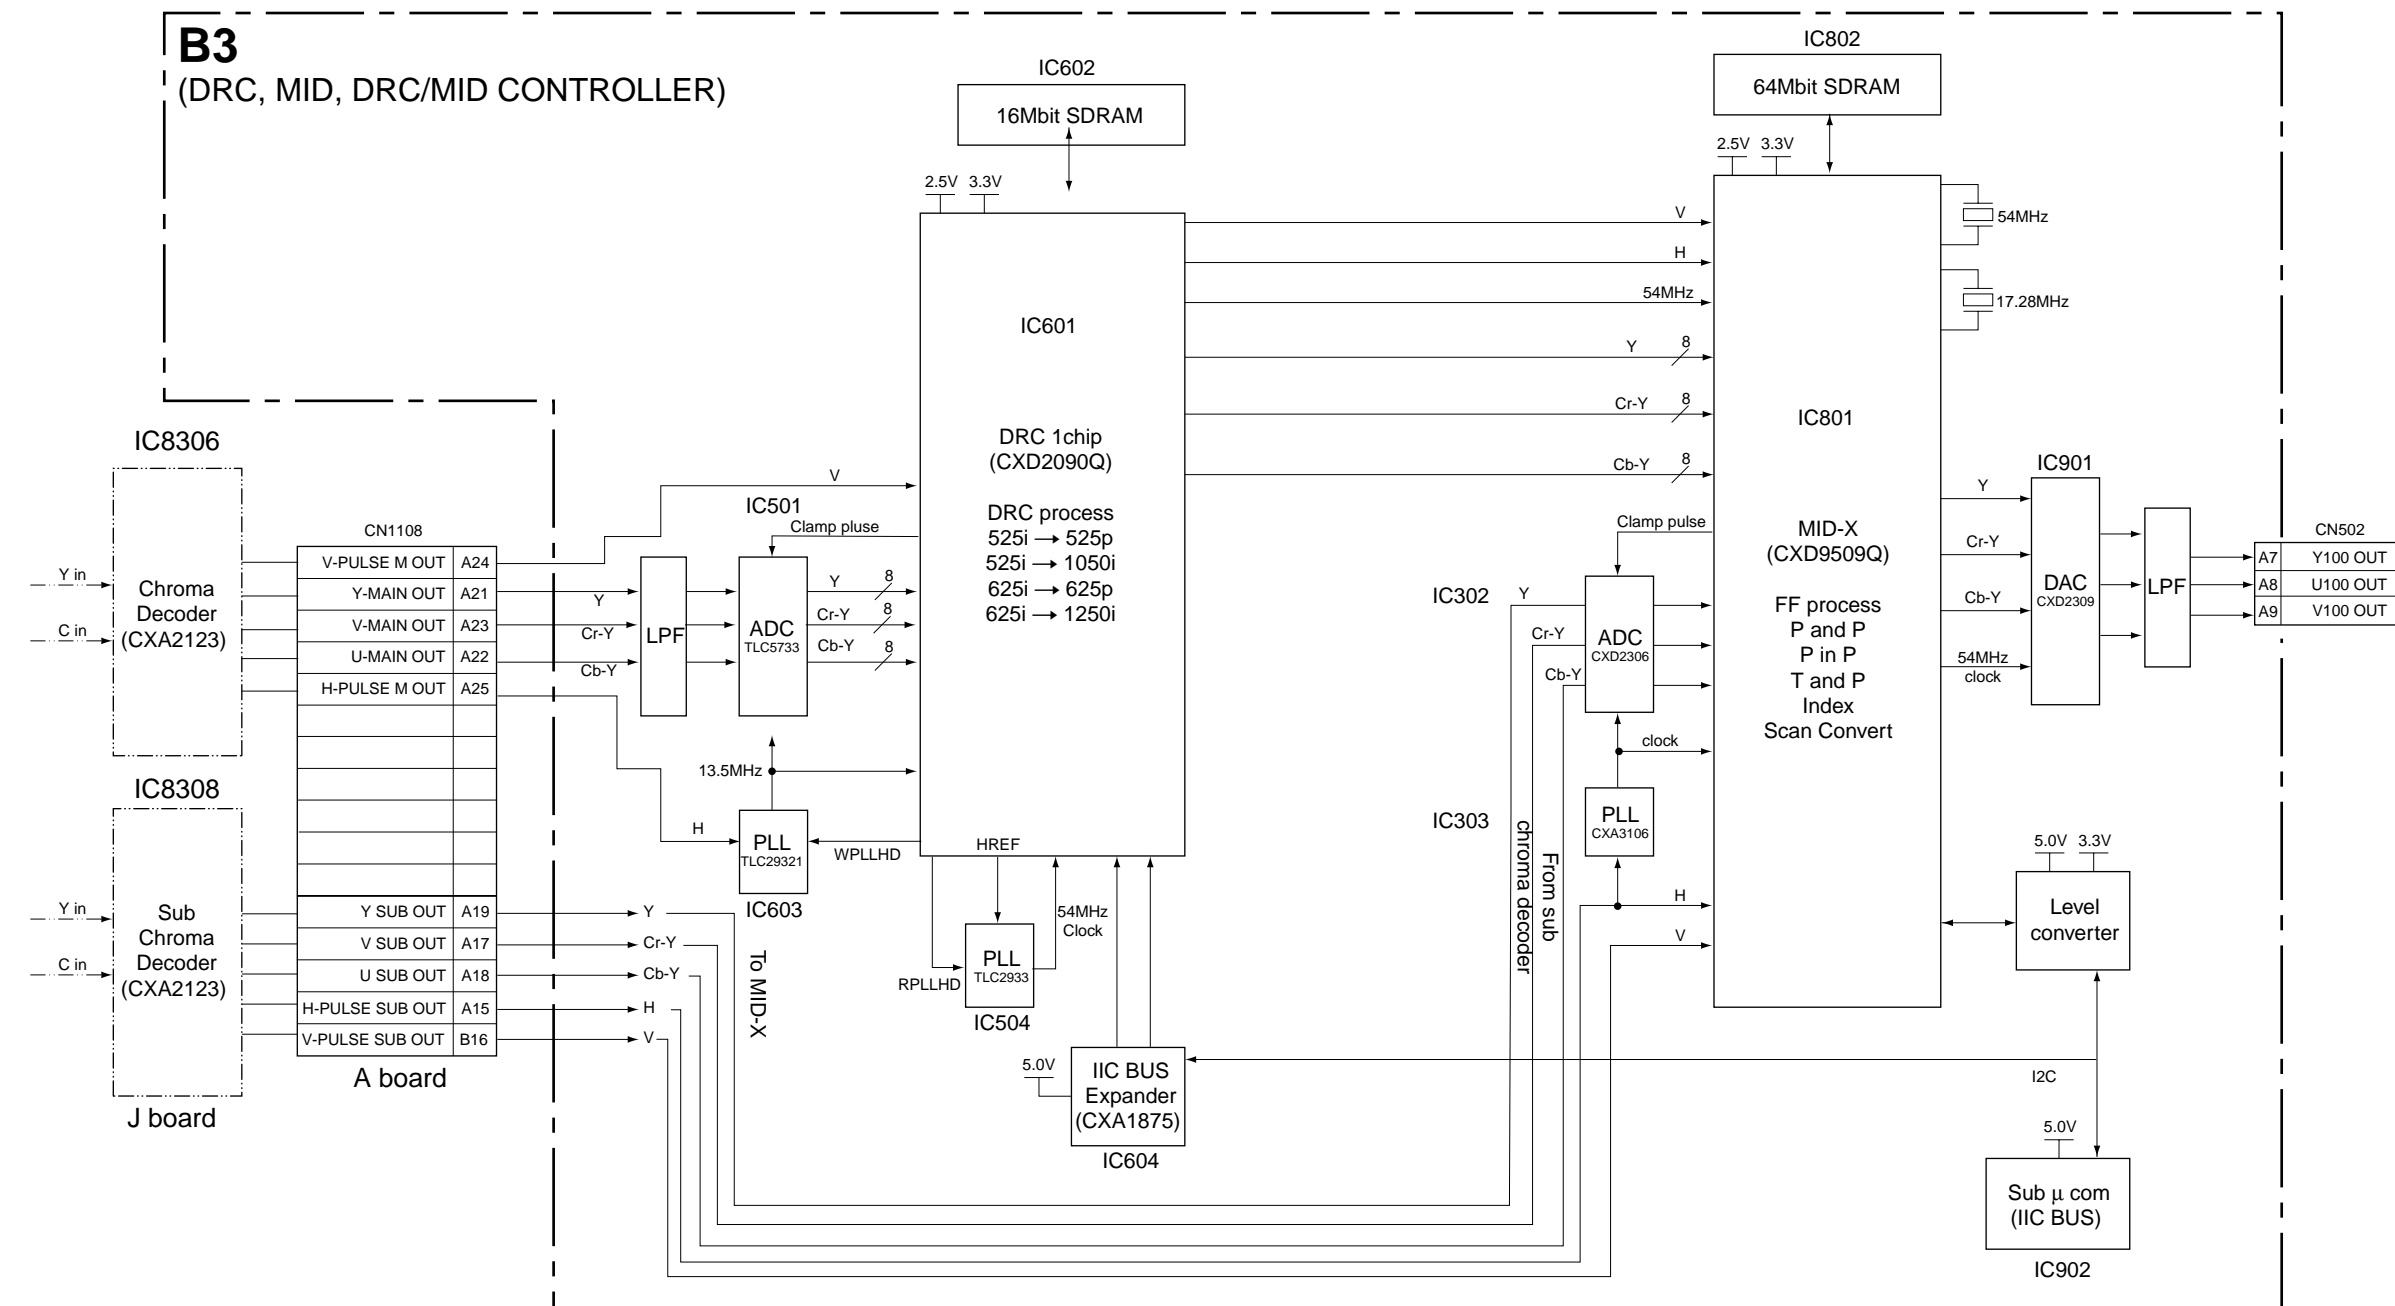 B3
(DRC, MID, DRC/MID CONTROLLER)
IC602
16Mbit SDRAM
2.5V 3.3V
IC802
64Mbit SDRAM
2.5V 3.3V
IC601
DRC 1chip
(CXD2090Q)
DRC process
525i → 525p
525i → 1050i
625i → 625p
625i → 1250i
HREF
V
H
54MHz
Y
8
Cr-Y
8
Cb-Y
8
54MHz
17.28MHz
IC801
MID-X
(CXD9509Q)
FF process
P and P
P in P
T and P
Index
Scan Convert
IC8306
Y in
C in
Chroma
Decoder
(CXA2123)
IC8308
Y in
C in
Sub
Chroma
Decoder
(CXA2123)
J board
CN1108
V-PULSE M OUT A24
Y-MAIN OUT A21
V-MAIN OUT A23
U-MAIN OUT A22
H-PULSE M OUT A25
Y SUB OUT A19
V SUB OUT A17
U SUB OUT A18
H-PULSE SUB OUT A15
V-PULSE SUB OUT B16
A board
V
Y
Cr-Y
Cb-Y
LPF
IC501
Clamp pluse
ADC
TLC5733
Y
8
Cr-Y
8
Cb-Y
8
13.5MHz
H
PLL
TLC29321
IC603
WPLLHD
Y
Cr-Y
Cb-Y
H
V
To MID-X
RPLLHD
PLL
TLC2933
IC504
54MHz
Clock
5.0V
IIC BUS
Expander
(CXA1875)
IC604
Clamp pulse
IC302
Y
Cr-Y
Cb-Y
ADC
CXD2306
clock
IC303
PLL
CXA3106
From sub
chroma decoder
H
V
Y
Cr-Y
Cb-Y
54MHz
clock
IC901
DAC
CXD2309
LPF
CN502
A7 Y100 OUT
A8 U100 OUT
A9 V100 OUT
5.0V 3.3V
Level
converter
I2C
5.0V
Sub μ com
(IIC BUS)
IC902